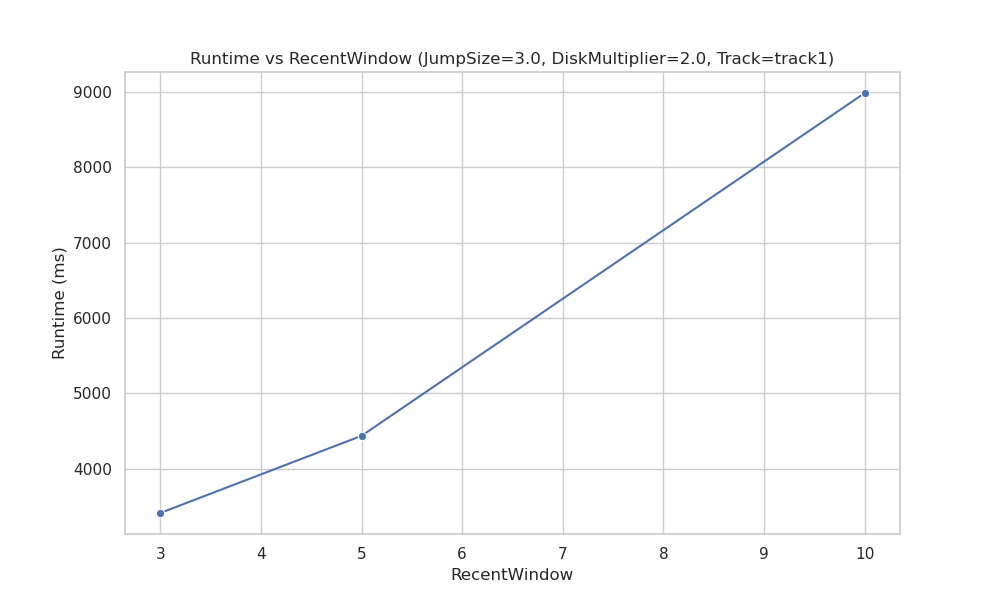 Runtime vs RecentWindow (JumpSize=3.0, DiskMultiplier=2.0, Track=track1)
Runtime (ms)
9000
8000
7000
6000
5000
4000
3 4 5 6 7 8 9 10
RecentWindow